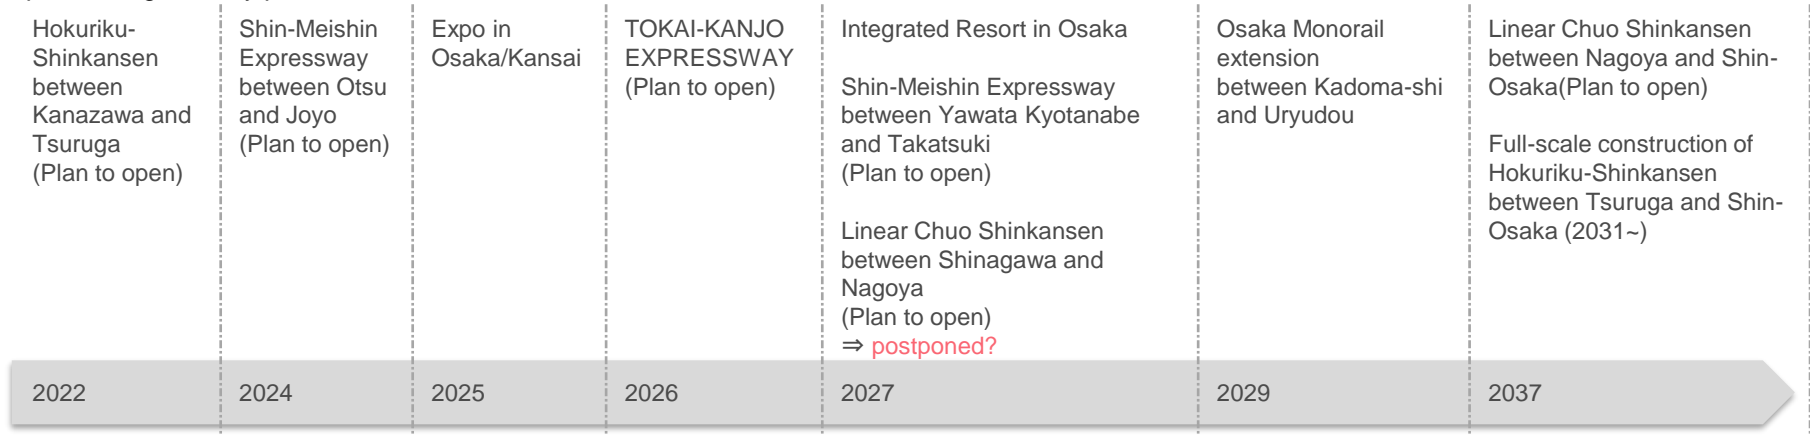 Hokuriku-
Shinkansen
between
Kanazawa and
Tsuruga
(Plan to open)
Shin-Meishin
Expressway
between Otsu
and Joyo
(Plan to open)
Expo in
Osaka/Kansai
TOKAI-KANJO
EXPRESSWAY
(Plan to open)
Integrated Resort in Osaka
Shin-Meishin Expressway
between Yawata Kyotanabe
and Takatsuki
(Plan to open)
Linear Chuo Shinkansen
between Shinagawa and
Nagoya
(Plan to open)
⇒ postponed?
Osaka Monorail
extension
between Kadoma-shi
and Uryudou
Linear Chuo Shinkansen
between Nagoya and Shin-
Osaka(Plan to open)
Full-scale construction of
Hokuriku-Shinkansen
between Tsuruga and Shin-
Osaka (2031~)
2022
2024
2025
2026
2027
2029
2037